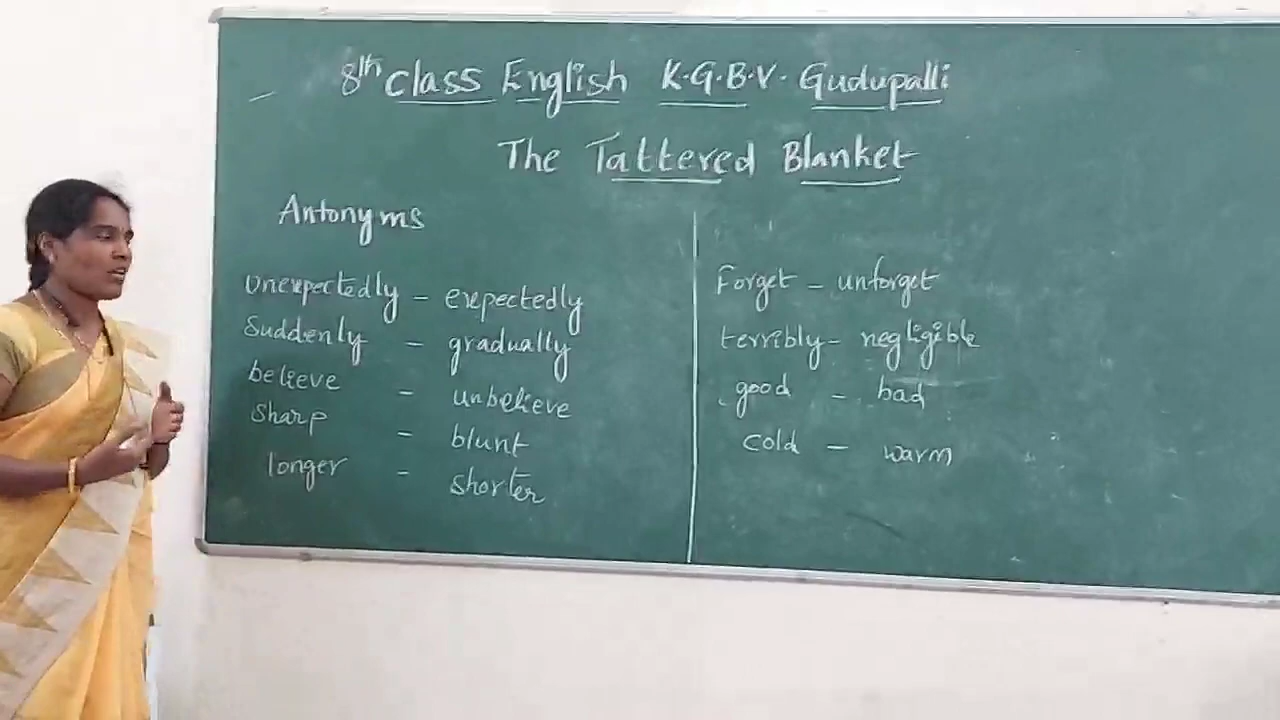 8th class English K.G.B.V. Gudupalli
The Tattered Blanket
Antonyms
Unexpectedly - expectedly
Suddenly - gradually
believe - unbelieve
Sharp - blunt
longer - shorter
Forget - unforget
terribly - negligible
good - bad
cold - warm